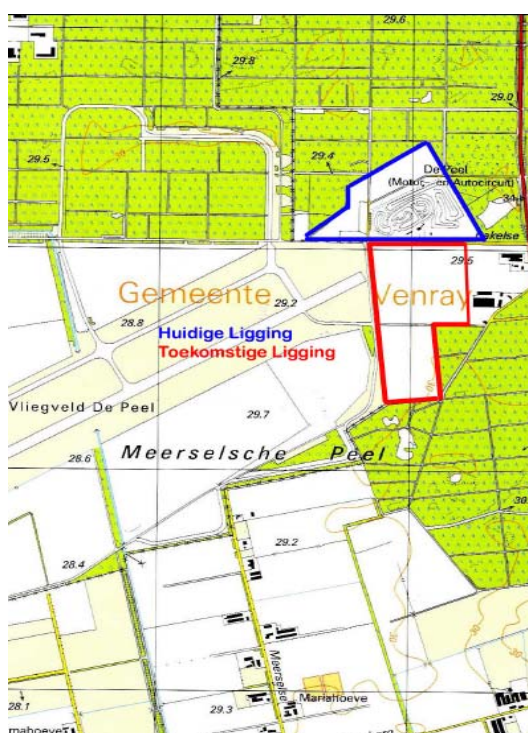 29.6
29.8
29.0
29.5
29.4
De Peel
(Motor- en Autocircuit)
29.5
Gemeente Venray
29.2
28.8
Huidige Ligging
Toekomstige Ligging
Vliegveld De Peel
29.7
Meerselsche Peel
28.6
29.2
28.4
Meerselse
Mariahoeve
28.1
29.3